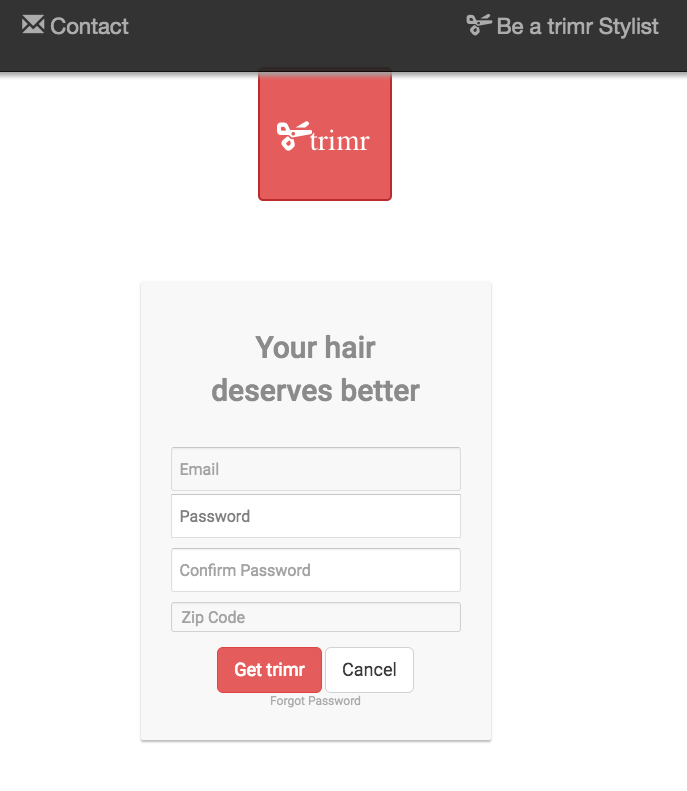 Contact
Be a trimr Stylist
trimr
Your hair
deserves better
Email
Password
Confirm Password
Zip Code
Get trimr
Cancel
Forgot Password